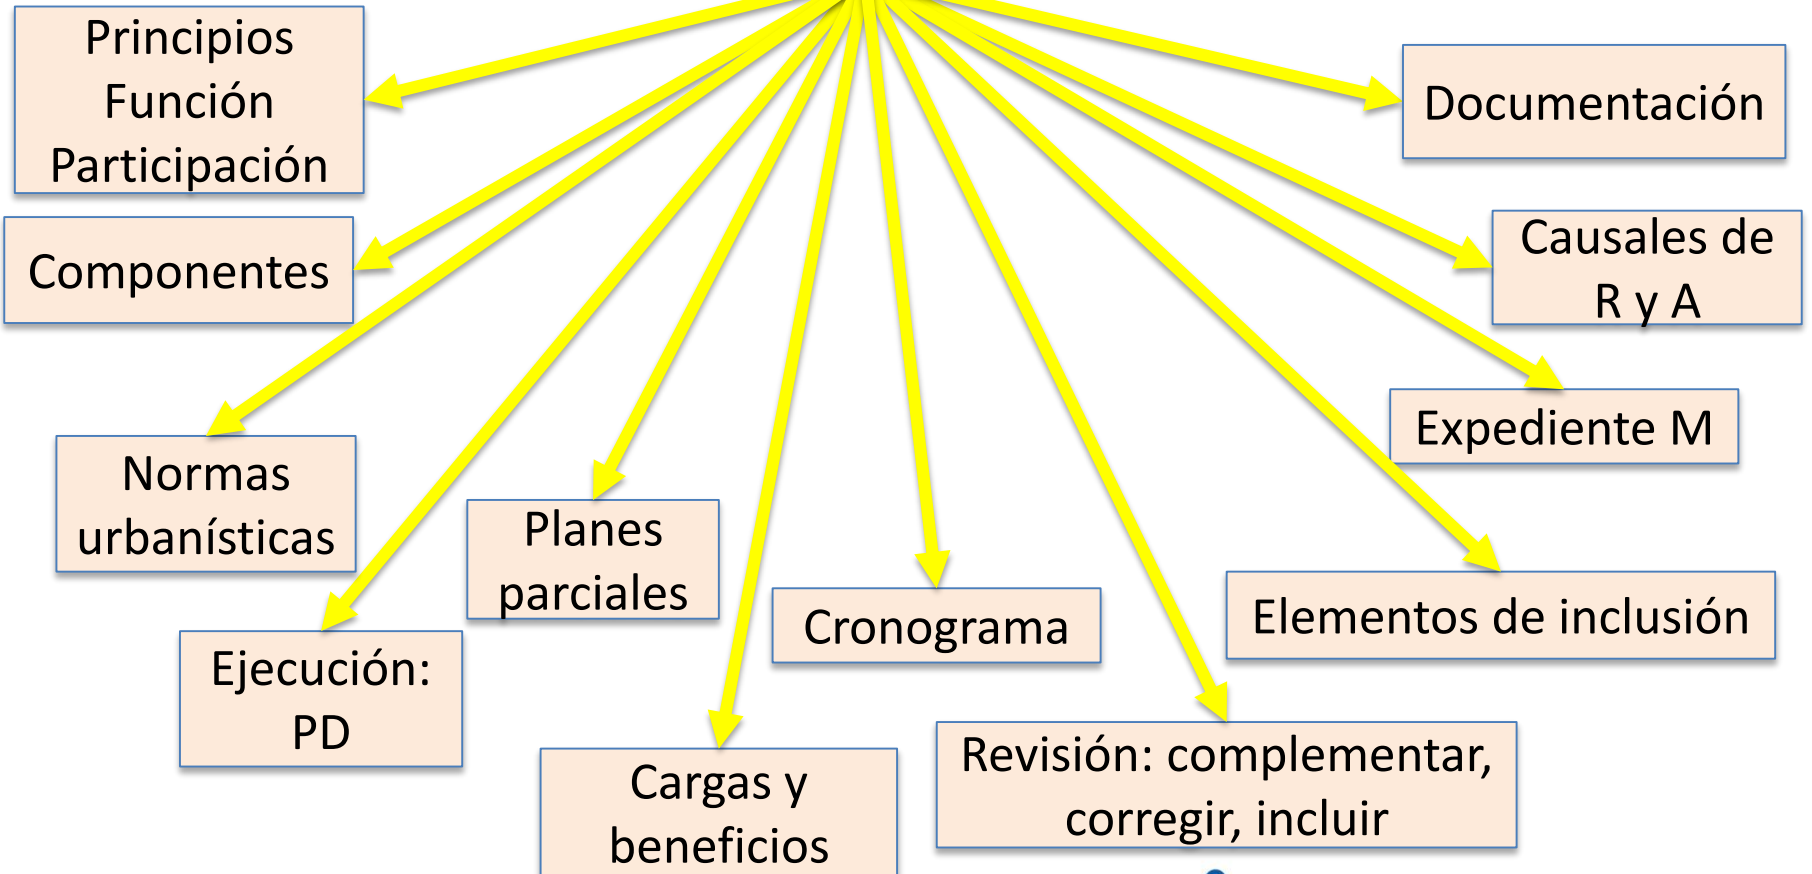 Principios
Función
Participación
Documentación
Componentes
Causales de
R y A
Expediente M
Normas
urbanísticas
Planes
parciales
Cronograma
Elementos de inclusión
Ejecución:
PD
Cargas y
beneficios
Revisión: complementar,
corregir, incluir